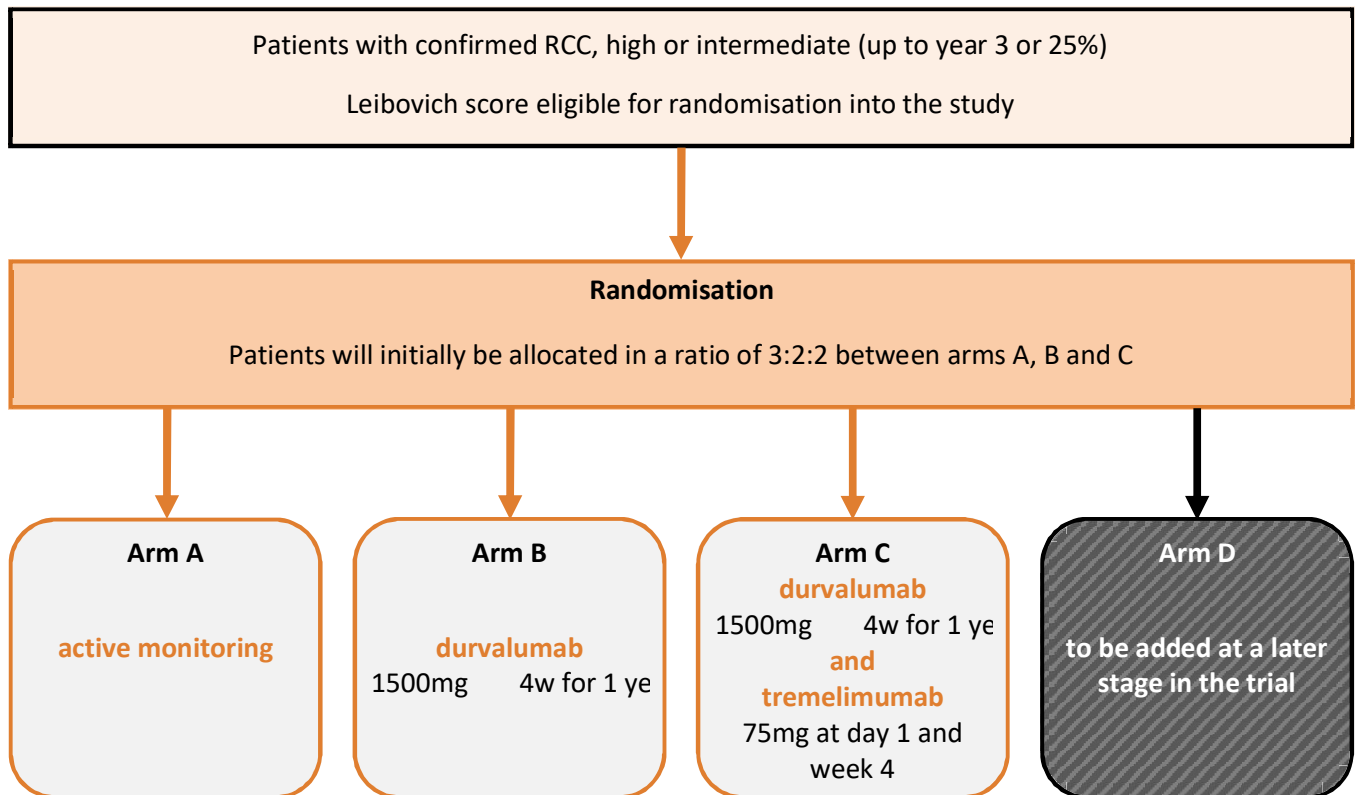 Patients with confirmed RCC, high or intermediate (up to year 3 or 25%)
Leibovich score eligible for randomisation into the study
Randomisation
Patients will initially be allocated in a ratio of 3:2:2 between arms A, B and C
Arm A
active monitoring
Arm B
durvalumab
1500mg 4w for 1 ye
Arm C
durvalumab
1500mg 4w for 1 ye
and
tremelimumab
75mg at day 1 and
week 4
Arm D
to be added at a later
stage in the trial